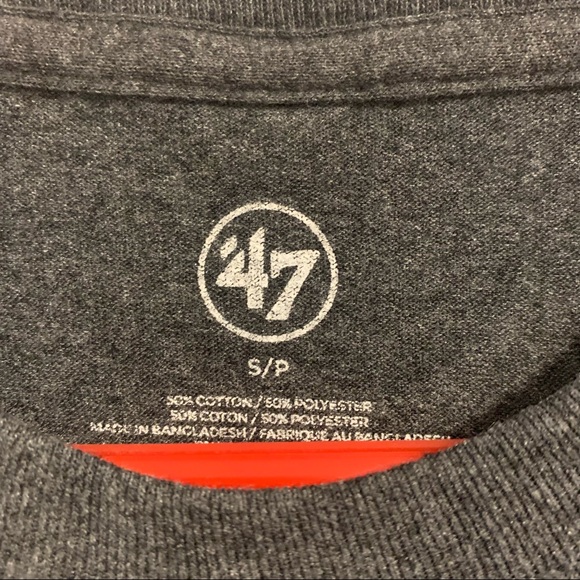 '47
S/P
50% COTTON / 50% POLYESTER
50% COTON / 50% POLYESTER
MADE IN BANGLADESH / FABRIQUE AU BANGLADESH